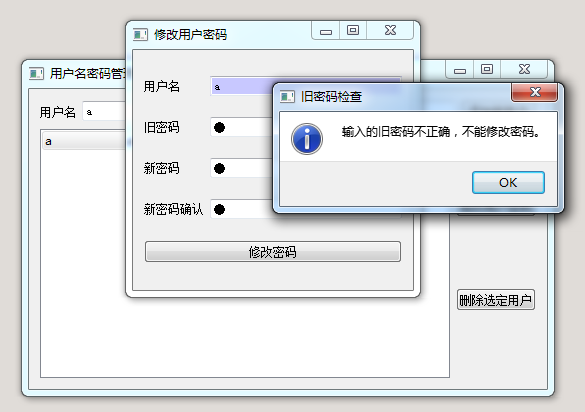 修改用户密码
用户名密码管
用户名 a
a
用户名 a
旧密码
新密码
新密码确认
修改密码
旧密码检查
输入的旧密码不正确，不能修改密码。
OK
删除选定用户